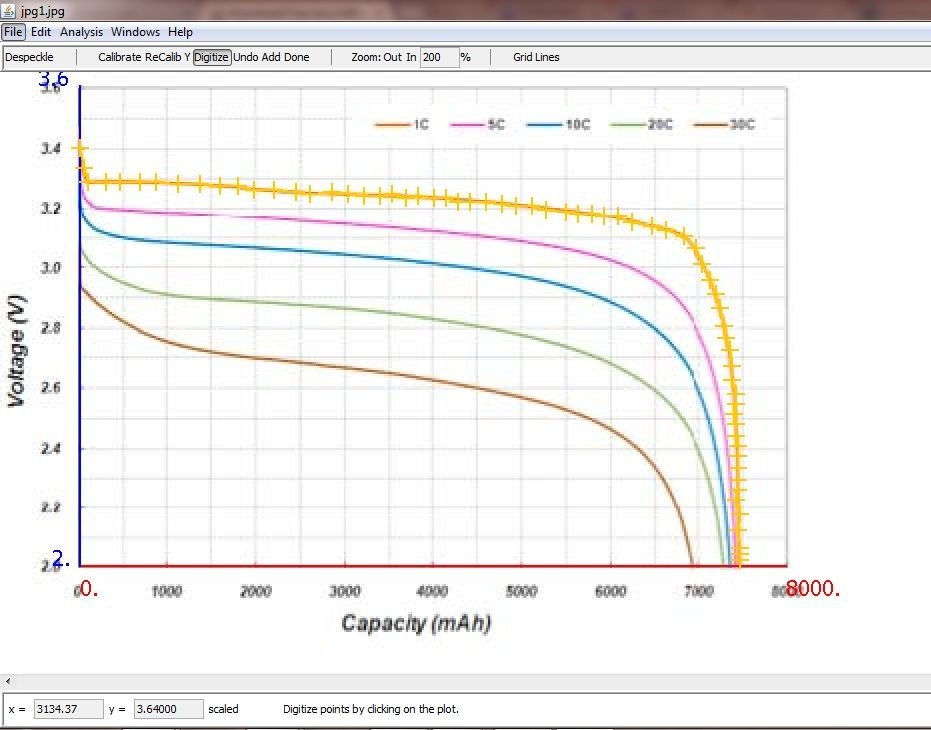 jpg1.jpg
File Edit Analysis Windows Help
Despeckle Calibrate ReCalib Y Digitize Undo Add Done Zoom: Out In 200 % Grid Lines
3.6
1C 5C 10C 20C 30C
3.4
3.2
3.0
2.8
2.6
2.4
2.2
2.
Voltage (V)
0. 1000 2000 3000 4000 5000 6000 7000 8000.
Capacity (mAh)
x = 3134.37 y = 3.64000 scaled Digitize points by clicking on the plot.